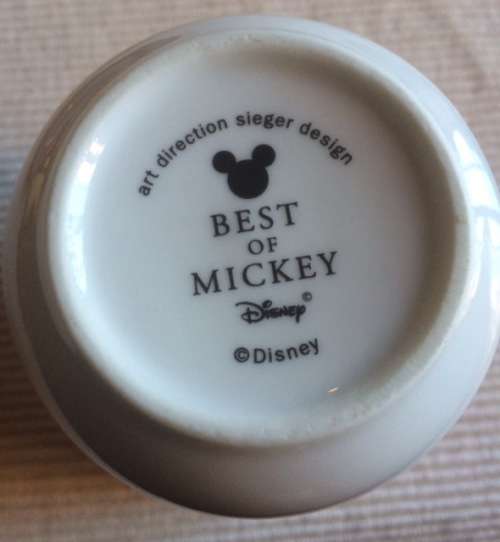 art direction sieger design
BEST
OF
MICKEY
Disney©
©Disney